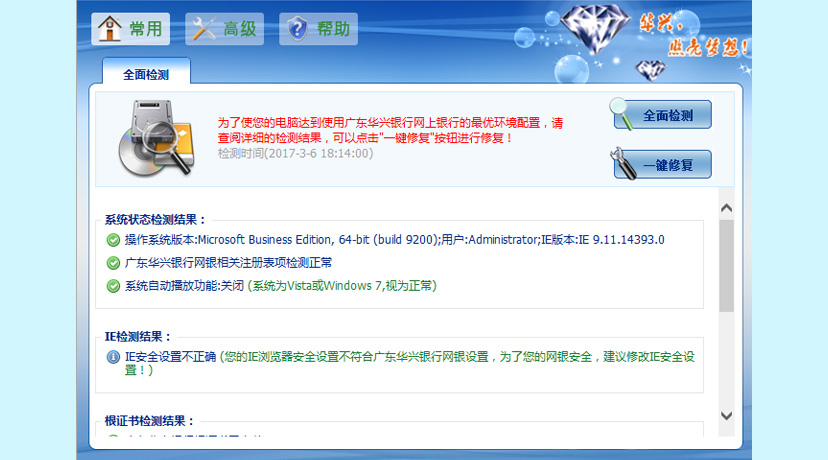 常用 高级 帮助
华兴,
照亮梦想!
全面检测
为了使您的电脑达到使用广东华兴银行网上银行的最优环境配置，请
查阅详细的检测结果，可以点击"一键修复"按钮进行修复！
检测时间(2017-3-6 18:14:00)
全面检测
一键修复
系统状态检测结果：
操作系统版本:Microsoft Business Edition, 64-bit (build 9200);用户:Administrator;IE版本:IE 9.11.14393.0
广东华兴银行网银相关注册表项检测正常
系统自动播放功能:关闭 (系统为Vista或Windows 7,视为正常)
IE检测结果：
IE安全设置不正确 (您的IE浏览器安全设置不符合广东华兴银行网银设置，为了您的网银安全，建议修改IE安全设
置！)
根证书检测结果：